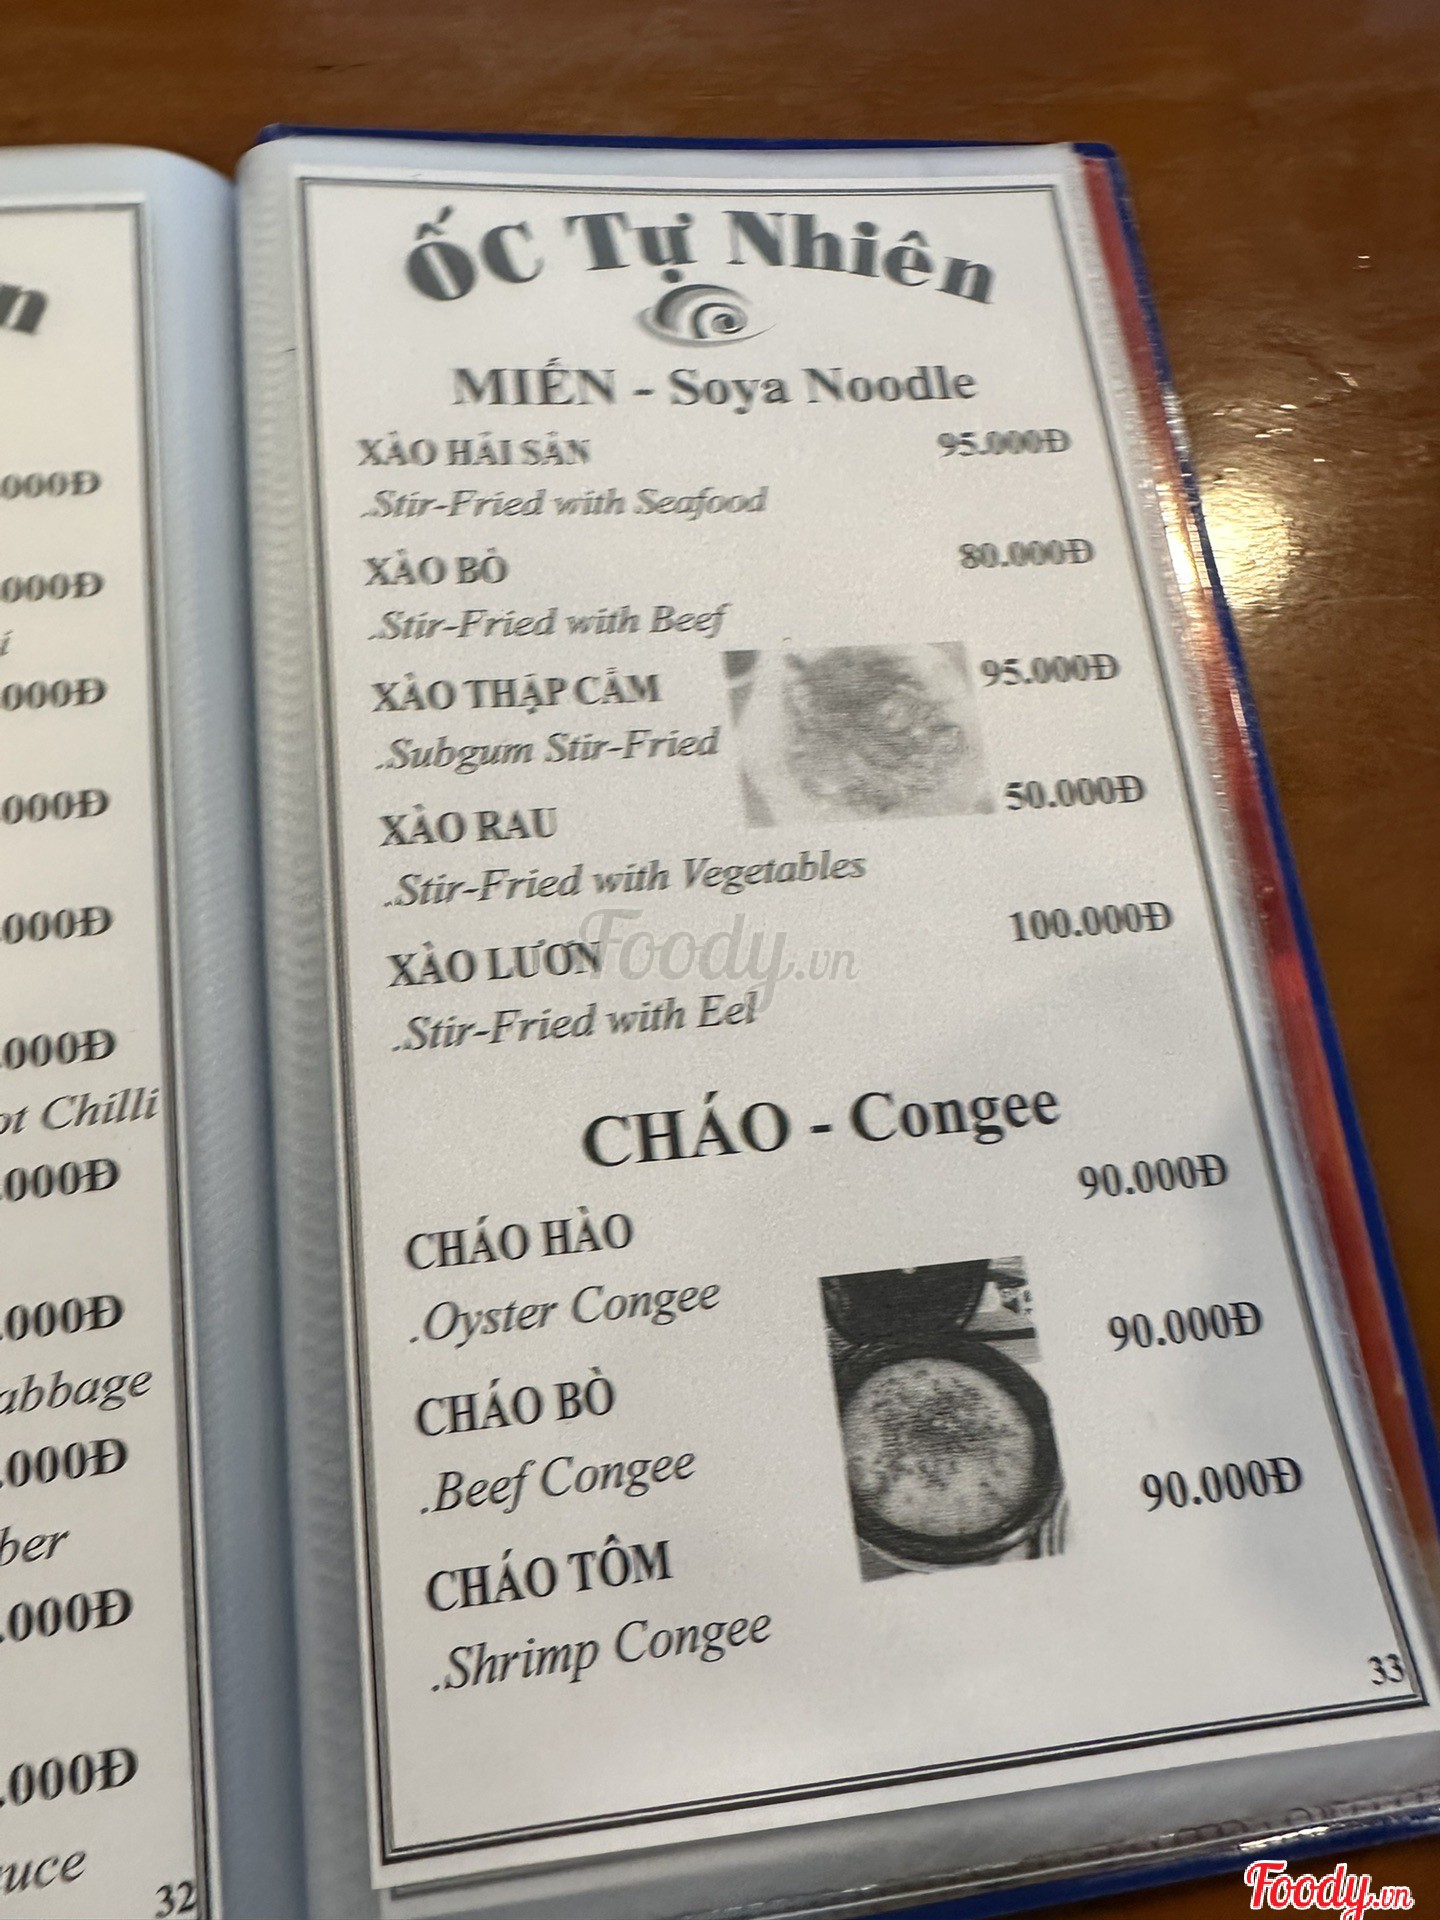 n
000Đ
.000Đ
i
.000Đ
.000Đ
.000Đ
.000Đ
ot Chilli
.000Đ
.000Đ
abbage
.000Đ
ber
.000Đ
.000Đ
uce
32
ỐC Tự Nhiên
MIẾN - Soya Noodle
XÀO HẢI SẢN 95.000Đ
.Stir-Fried with Seafood
XÀO BÒ 80.000Đ
.Stir-Fried with Beef
XÀO THẬP CẨM 95.000Đ
.Subgum Stir-Fried
XÀO RAU 50.000Đ
.Stir-Fried with Vegetables
XÀO LƯƠN 100.000Đ
.Stir-Fried with Eel
CHÁO - Congee
CHÁO HÀO 90.000Đ
.Oyster Congee
CHÁO BÒ 90.000Đ
.Beef Congee
CHÁO TÔM 90.000Đ
.Shrimp Congee
33
Foody.vn
Foody.vn